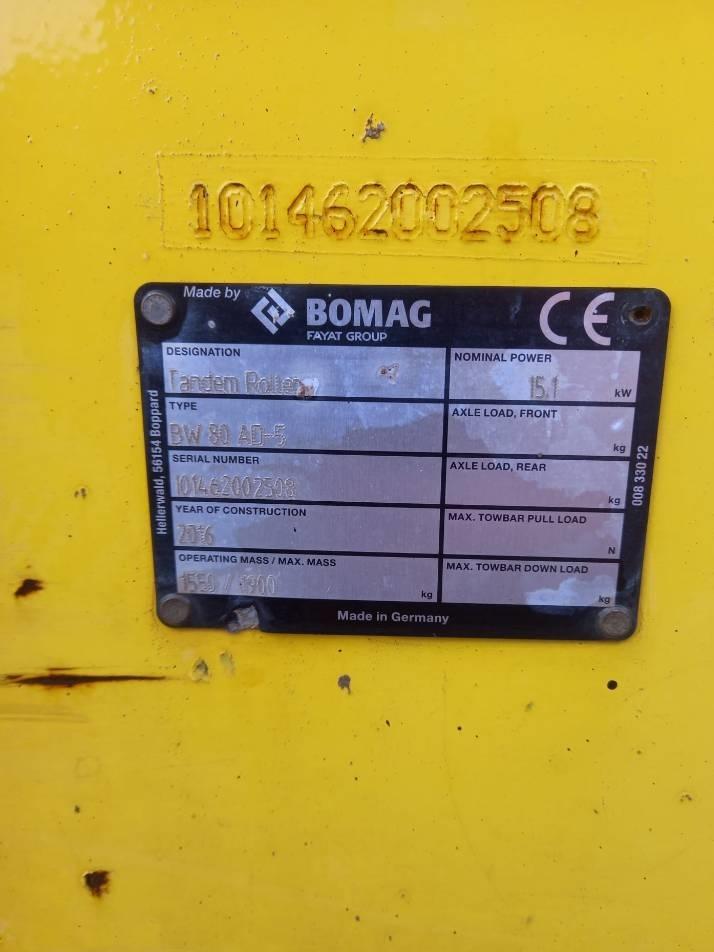 101462002508
Made by BOMAG CE
FAYAT GROUP
DESIGNATION
Tandem Roller
NOMINAL POWER
15.1 kW
TYPE
BW 80 AD-5
AXLE LOAD, FRONT
kg
SERIAL NUMBER
101462002508
AXLE LOAD, REAR
kg
YEAR OF CONSTRUCTION
2016
MAX. TOWBAR PULL LOAD
N
OPERATING MASS / MAX. MASS
1550 / 1900 kg
MAX. TOWBAR DOWN LOAD
kg
Made in Germany
Hellerwald, 56154 Boppard
008 330 22